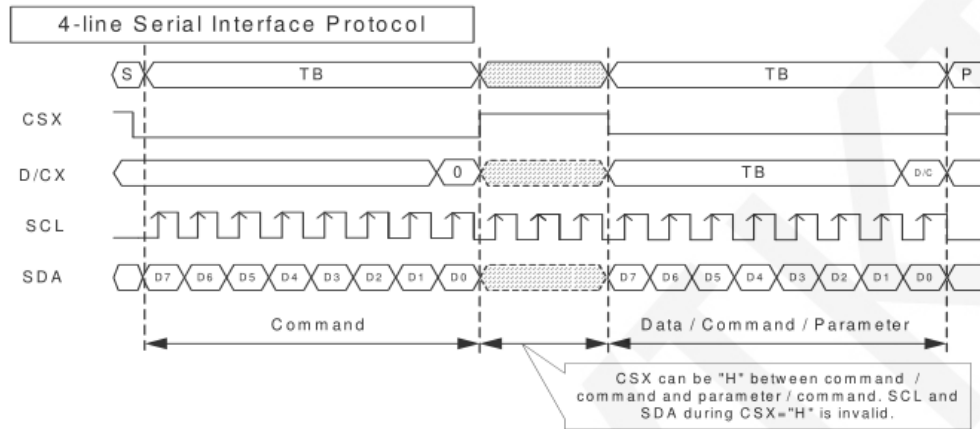 4-line Serial Interface Protocol
S TB TB P
CSX
D/CX 0 TB D/C
SCL
SDA D7 D6 D5 D4 D3 D2 D1 D0 D7 D6 D5 D4 D3 D2 D1 D0
Command Data / Command / Parameter
CSX can be "H" between command /
command and parameter / command. SCL and
SDA during CSX="H" is invalid.